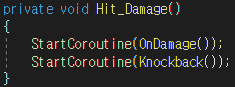 private void Hit_Damage()
{
StartCoroutine(OnDamage());
StartCoroutine(Knockback());
}